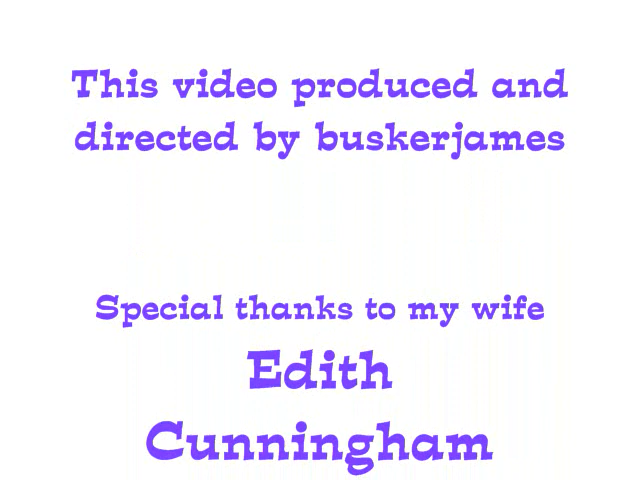 This video produced and
directed by buskerjames
Special thanks to my wife
Edith
Cunningham